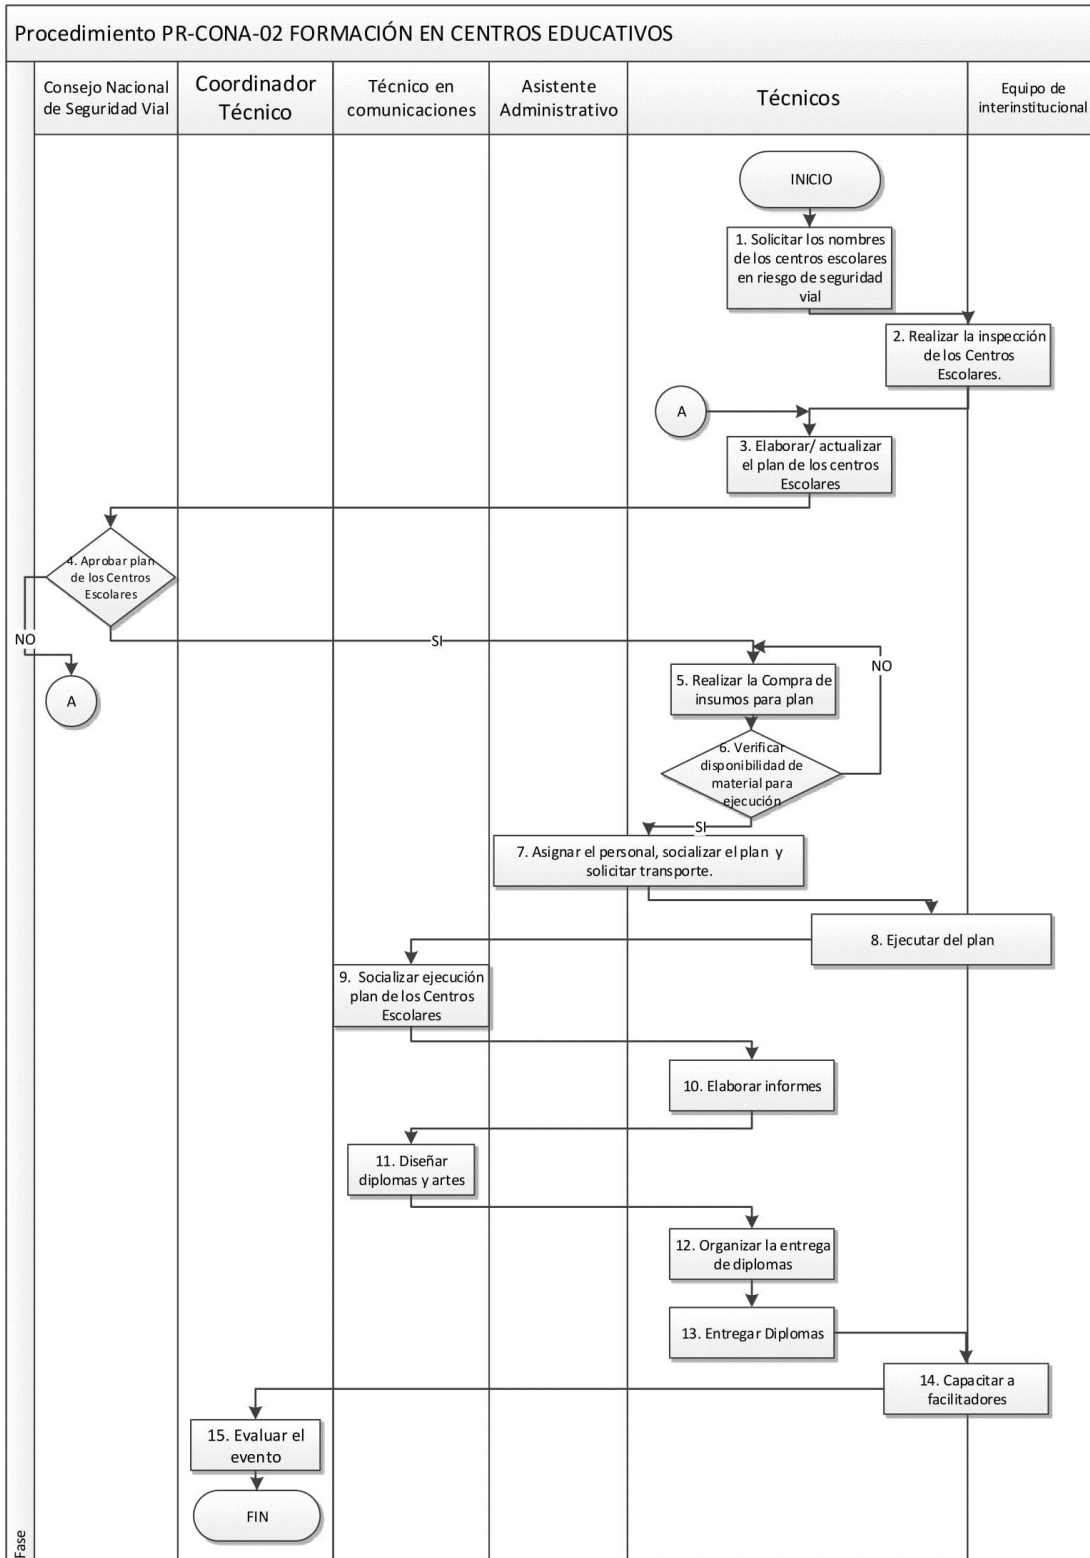 Procedimiento PR-CONA-02 FORMACIÓN EN CENTROS EDUCATIVOS
Consejo Nacional
de Seguridad Vial
Coordinador
Técnico
Técnico en
comunicaciones
Asistente
Administrativo
Técnicos
Equipo de
interinstitucional
INICIO
1. Solicitar los nombres
de los centros escolares
en riesgo de seguridad
vial
2. Realizar la inspección
de los Centros
Escolares.
A
3. Elaborar/ actualizar
el plan de los centros
Escolares
4. Aprobar plan
de los Centros
Escolares
NO
SI
A
5. Realizar la Compra de
insumos para plan
NO
6. Verificar
disponibilidad de
material para
ejecución
SI
7. Asignar el personal, socializar el plan y
solicitar transporte.
8. Ejecutar del plan
9. Socializar ejecución
plan de los Centros
Escolares
10. Elaborar informes
11. Diseñar
diplomas y artes
12. Organizar la entrega
de diplomas
13. Entregar Diplomas
14. Capacitar a
facilitadores
15. Evaluar el
evento
FIN
Fase